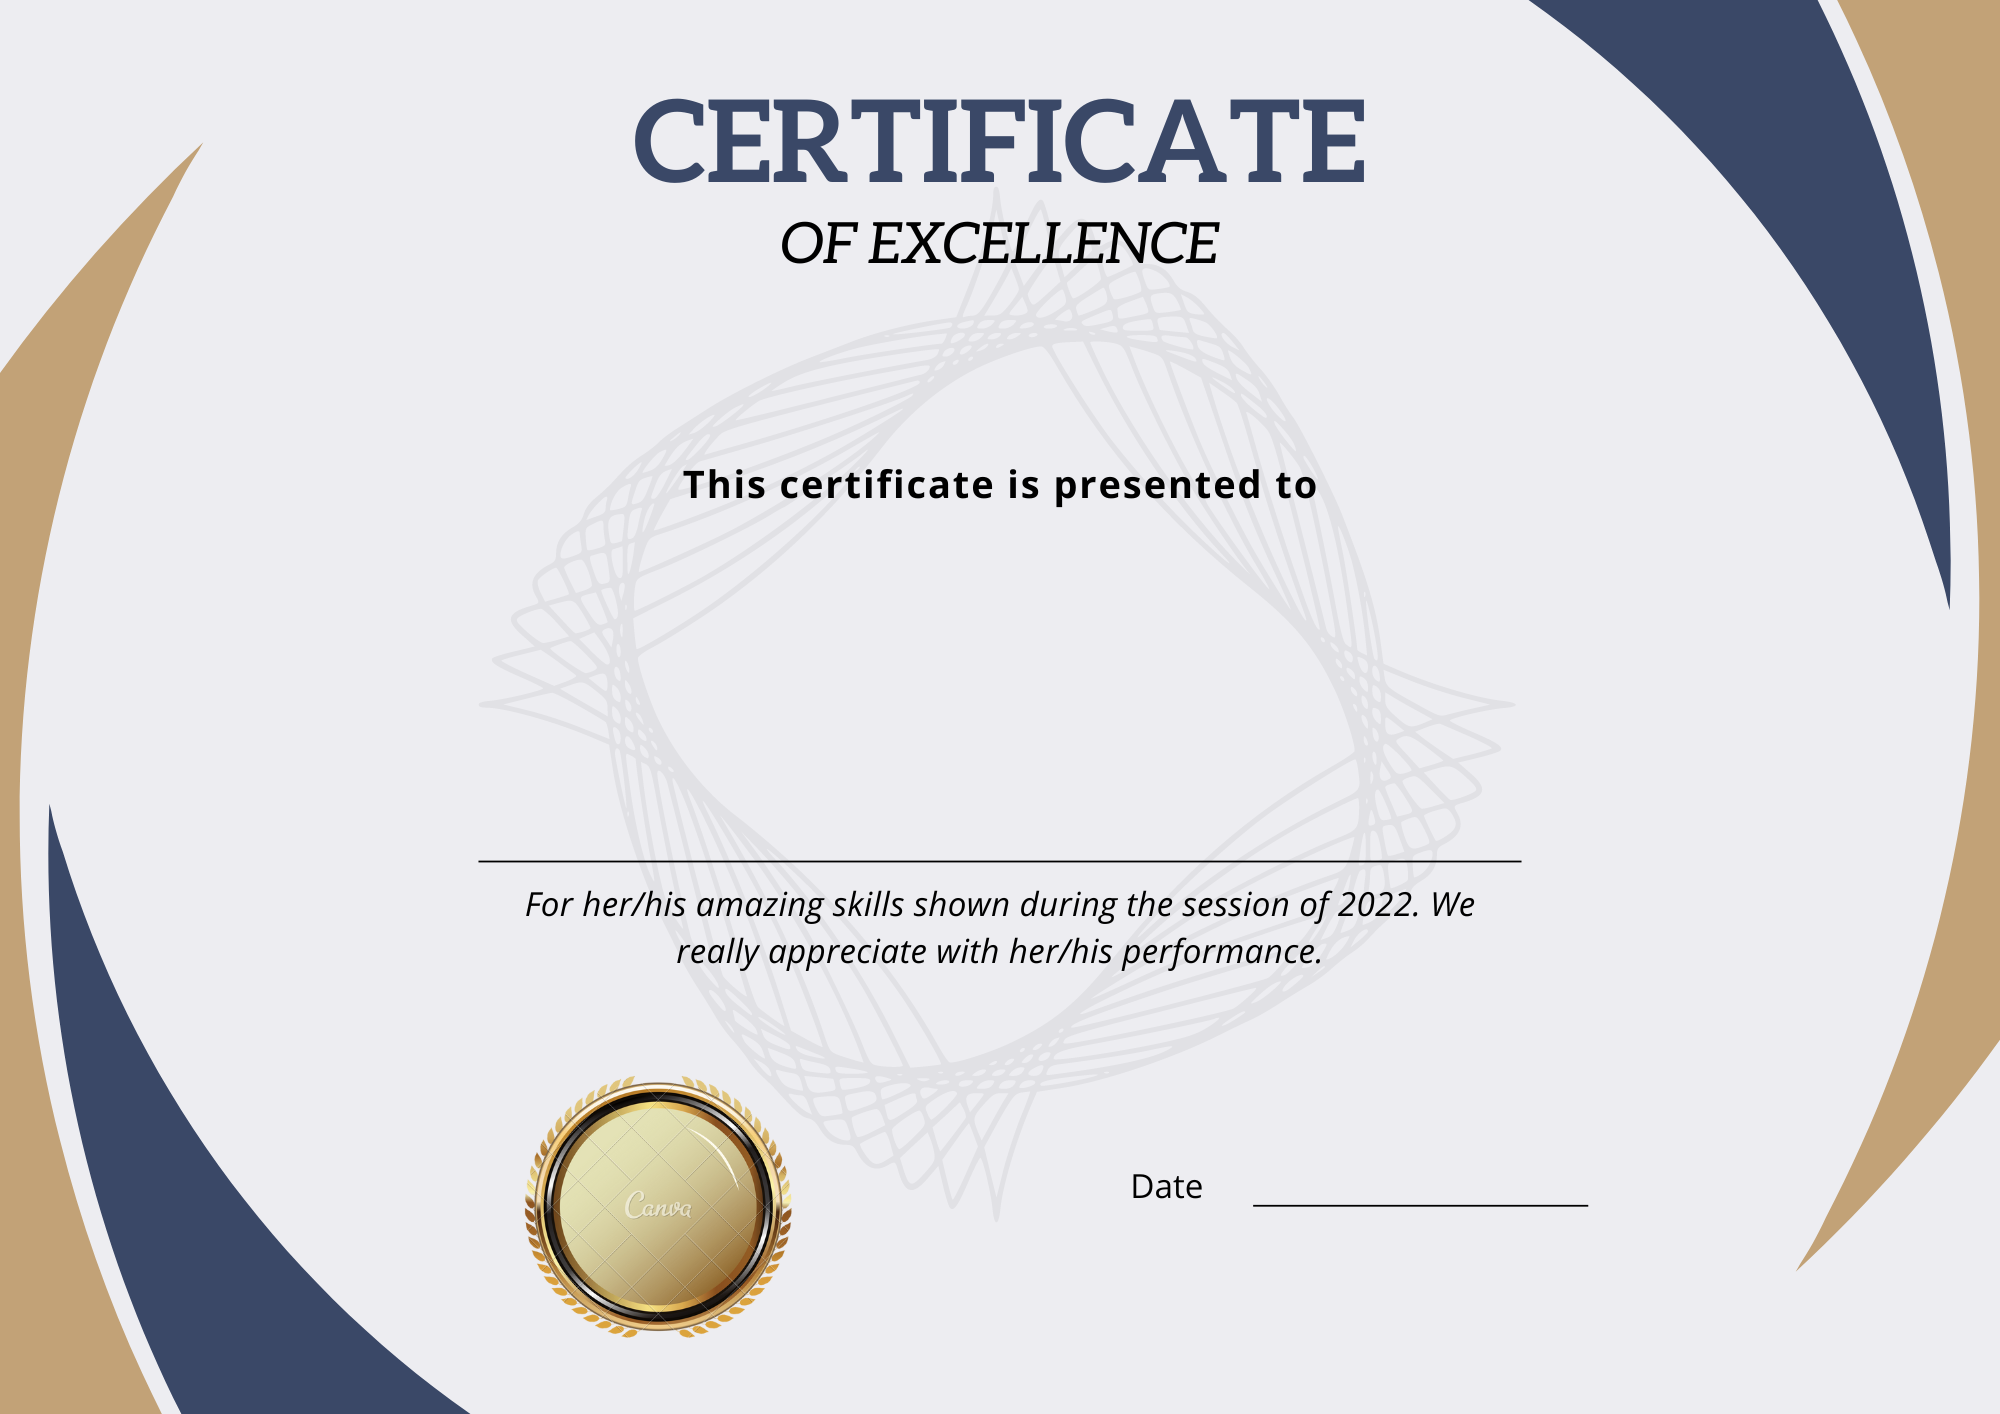 CERTIFICATE
OF EXCELLENCE
This certificate is presented to
For her/his amazing skills shown during the session of 2022. We
really appreciate with her/his performance.
Canva
Date